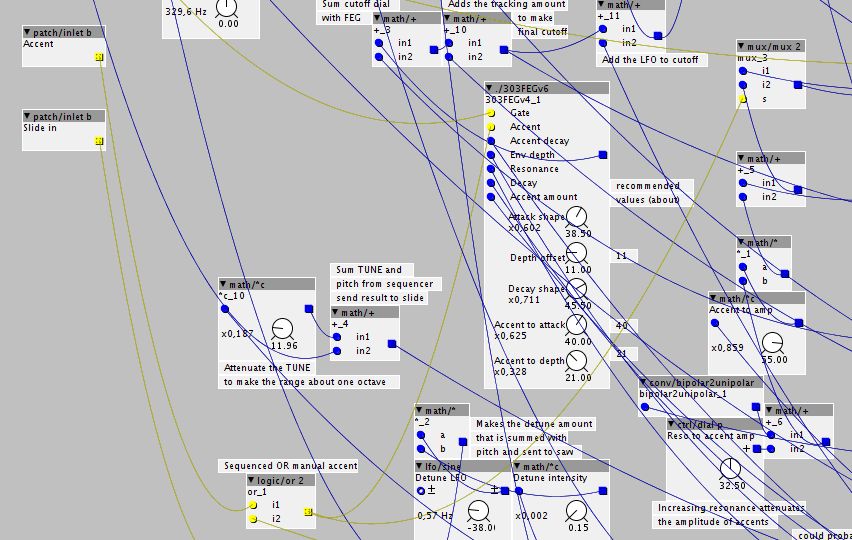 329,6 Hz
0.00
Sum cutoff dial
with FEG
Adds the tracking amount
to make
final cutoff
math/+
+_3
in1
in2
math/+
+_10
in1
in2
math/+
+_11
in1
in2
Add the LFO to cutoff
patch/inlet b
Accent
patch/inlet b
Slide in
mux/mux 2
mux_3
i1
i2
s
./303FEGv6
303FEGv4_1
Gate
Accent
Accent decay
Env depth
Resonance
Decay
Accent amount
Attack shape
x0,602
38.50
Depth offset
11.00
Decay shape
x0,711
45.50
Accent to attack
x0,625
40.00
Accent to depth
x0,328
21.00
recommended
values (about)
11
40
21
math/+
+_5
in1
in2
math/*
*_1
a
b
math/*c
Accent to amp
x0,859
55.00
math/*c
*c_10
x0,187
11.96
Sum TUNE and
pitch from sequencer
send result to slide
math/+
+_4
in1
in2
Attenuate the TUNE
to make the range about one octave
conv/bipolar2unipolar
bipolar2unipolar_1
math/+
+_6
in1
in2
ctrl/dial p
Reso to accent amp
+
32.50
Increasing resonance attenuates
the amplitude of accents
could proba
math/*
*_2
a
b
Makes the detune amount
that is summed with
pitch and sent to saw
lfo/sine
Detune LFO
±
±
0,57 Hz
-38.00
math/*c
Detune intensity
x0,002
0.15
Sequenced OR manual accent
logic/or 2
or_1
i1
i2